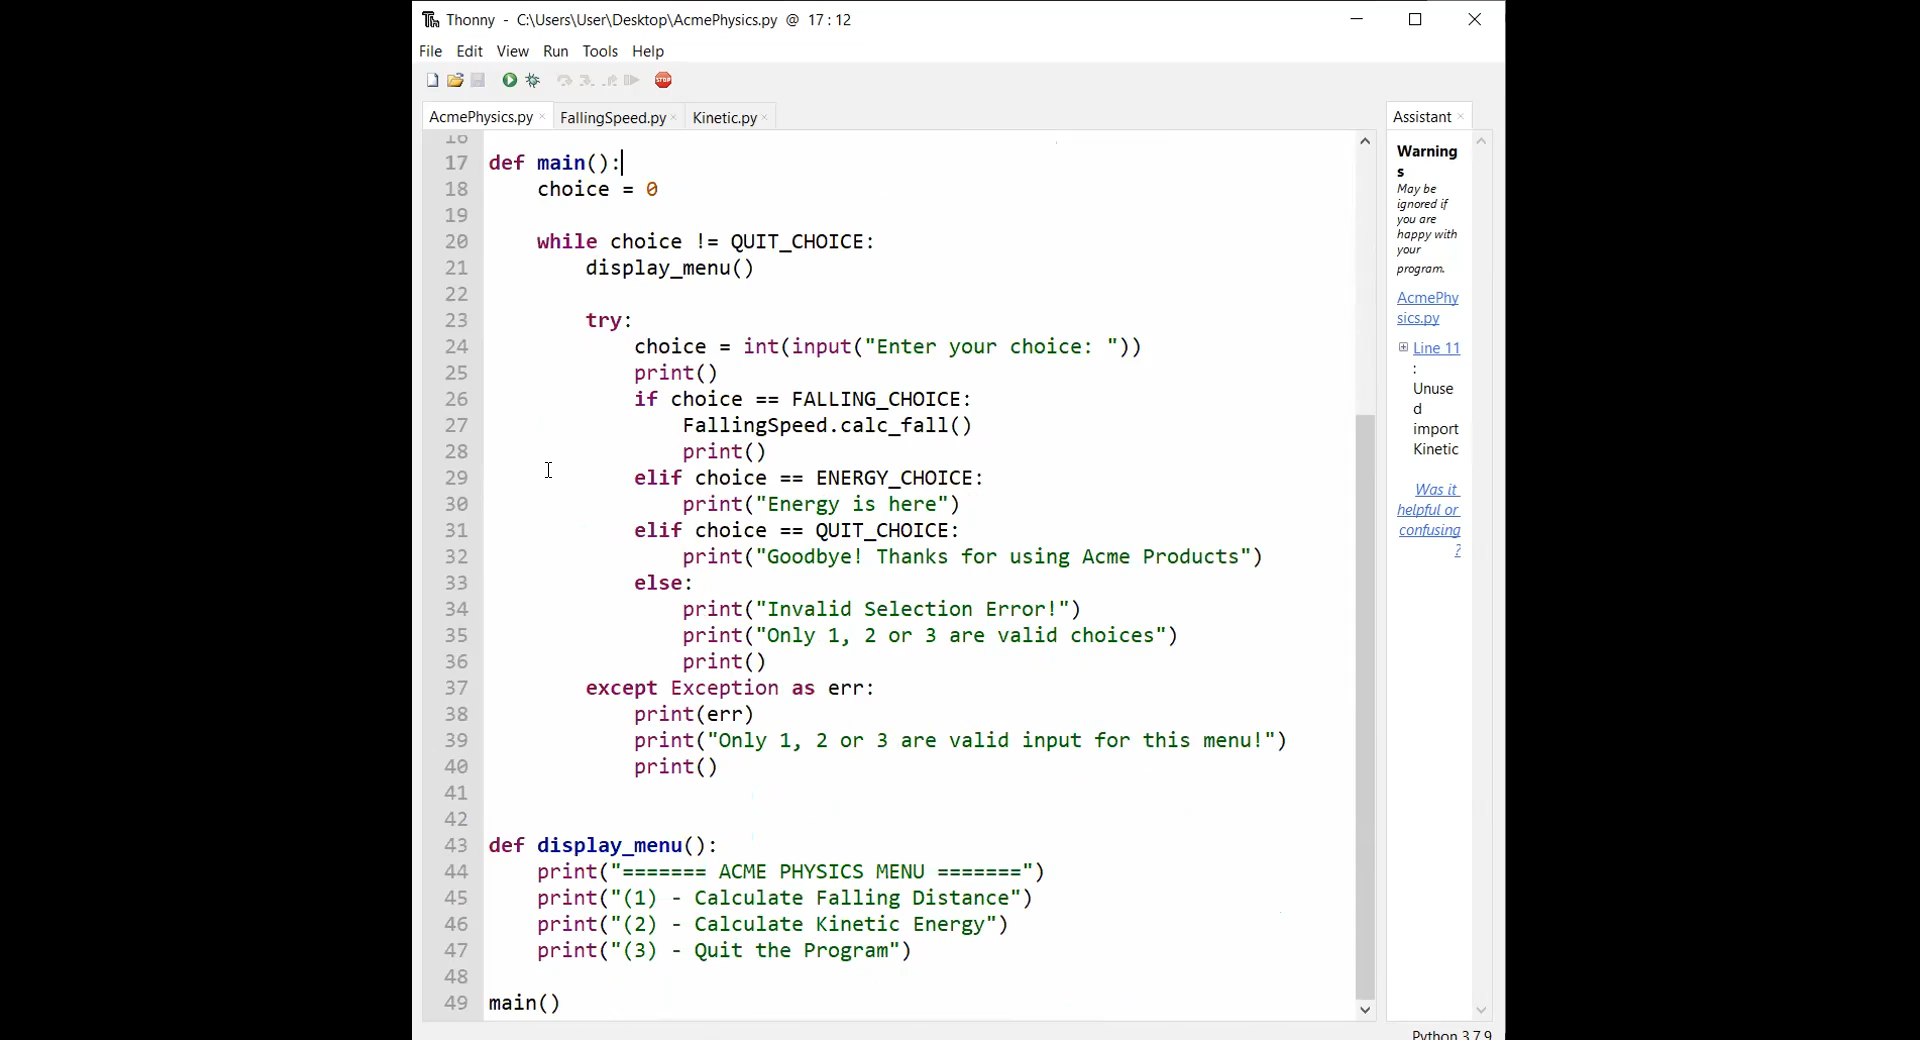 Thonny - C:\Users\User\Desktop\AcmePhysics.py @ 17 : 12
File Edit View Run Tools Help
STOP
AcmePhysics.py FallingSpeed.py Kinetic.py
Assistant
16
17 def main():
18     choice = 0
19
20     while choice != QUIT_CHOICE:
21         display_menu()
22
23         try:
24             choice = int(input("Enter your choice: "))
25             print()
26             if choice == FALLING_CHOICE:
27                 FallingSpeed.calc_fall()
28                 print()
29             elif choice == ENERGY_CHOICE:
30                 print("Energy is here")
31             elif choice == QUIT_CHOICE:
32                 print("Goodbye! Thanks for using Acme Products")
33             else:
34                 print("Invalid Selection Error!")
35                 print("Only 1, 2 or 3 are valid choices")
36                 print()
37         except Exception as err:
38             print(err)
39             print("Only 1, 2 or 3 are valid input for this menu!")
40             print()
41
42
43 def display_menu():
44     print("======= ACME PHYSICS MENU =======")
45     print("(1) - Calculate Falling Distance")
46     print("(2) - Calculate Kinetic Energy")
47     print("(3) - Quit the Program")
48
49 main()
Warning
s
May be
ignored if
you are
happy with
your
program.
AcmePhy
sics.py
Line 11
:
Unuse
d
import
Kinetic
Was it
helpful or
confusing
?
Python 3.7.9